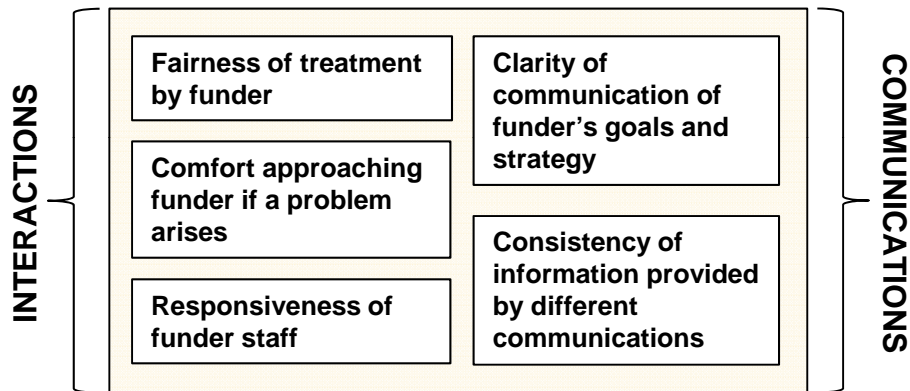 INTERACTIONS
Fairness of treatment
by funder
Comfort approaching
funder if a problem
arises
Responsiveness of
funder staff
Clarity of
communication of
funder’s goals and
strategy
Consistency of
information provided
by different
communications
COMMUNICATIONS